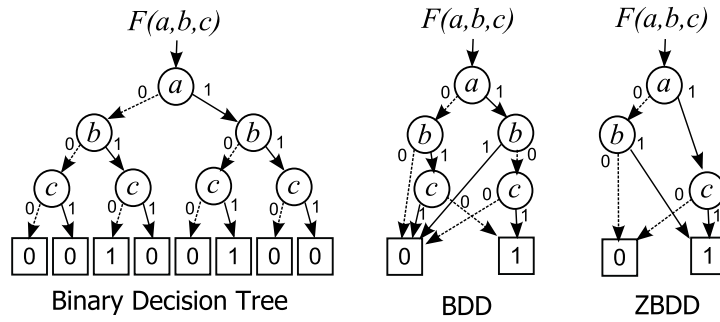 F(a,b,c)
0 a 1
0 b 1 0 b 1
0 c 1 0 c 1 0 c 1 0 c 1
0 0 1 0 0 1 0 0
Binary Decision Tree
F(a,b,c)
0 a 1
b b
0 1 1 0
c 0 0 c
1 1
0 1
BDD
F(a,b,c)
a
0 1
b
0 1
0 c
1
0 1
ZBDD